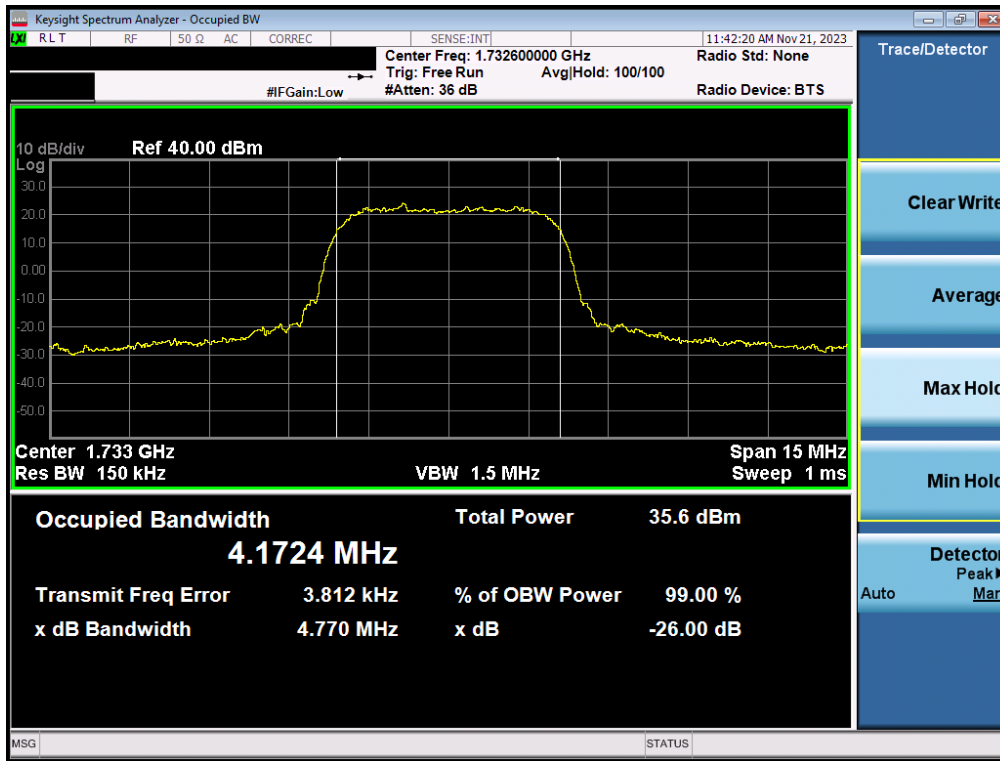 Keysight Spectrum Analyzer - Occupied BW
LXI RLT RF 50 Ω AC CORREC SENSE:INT 11:42:20 AM Nov 21, 2023
Center Freq: 1.732600000 GHz Radio Std: None
Trig: Free Run Avg|Hold: 100/100
#IFGain:Low #Atten: 36 dB Radio Device: BTS
Trace/Detector
10 dB/div Ref 40.00 dBm
Log
30.0
20.0
10.0
0.00
-10.0
-20.0
-30.0
-40.0
-50.0
Center 1.733 GHz Span 15 MHz
Res BW 150 kHz VBW 1.5 MHz Sweep 1 ms
Occupied Bandwidth Total Power 35.6 dBm
4.1724 MHz
Transmit Freq Error 3.812 kHz % of OBW Power 99.00 %
x dB Bandwidth 4.770 MHz x dB -26.00 dB
Clear Write
Average
Max Hold
Min Hold
Detector
Peak
Auto Man
MSG STATUS